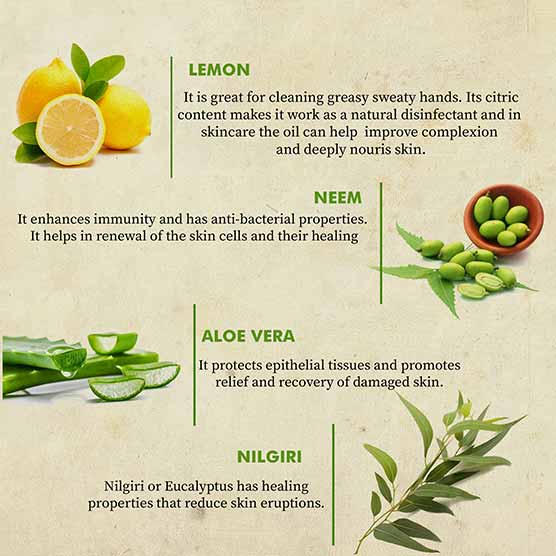 LEMON
It is great for cleaning greasy sweaty hands. Its citric
content makes it work as a natural disinfectant and in
skincare the oil can help improve complexion
and deeply nouris skin.
NEEM
It enhances immunity and has anti-bacterial properties.
It helps in renewal of the skin cells and their healing
ALOE VERA
It protects epithelial tissues and promotes
relief and recovery of damaged skin.
NILGIRI
Nilgiri or Eucalyptus has healing
properties that reduce skin eruptions.